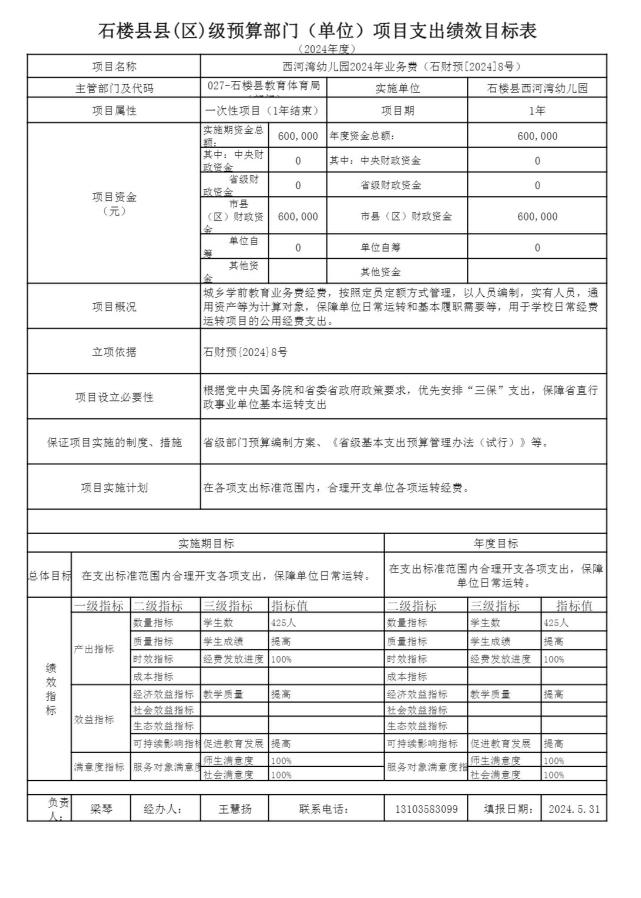 石楼县县(区)级预算部门（单位）项目支出绩效目标表
（2024年度）
项目名称 西河湾幼儿园2024年业务费（石财预[2024]8号）
主管部门及代码 027-石楼县教育体育局 实施单位 石楼县西河湾幼儿园
项目属性 一次性项目（1年结束） 项目期 1年
项目资金
（元）
实施期资金总额： 600,000 年度资金总额： 600,000
其中：中央财政资金 0 其中：中央财政资金 0
省级财政资金 0 省级财政资金 0
市县（区）财政资金 600,000 市县（区）财政资金 600,000
单位自筹 0 单位自筹 0
其他资金 其他资金
项目概况
城乡学前教育业务费经费，按照定员定额方式管理，以人员编制，实有人员，通
用资产等为计算对象，保障单位日常运转和基本履职需要等，用于学校日常经费
运转项目的公用经费支出。
立项依据 石财预{2024}8号
项目设立必要性
根据党中央国务院和省委省政府政策要求，优先安排“三保”支出，保障省直行
政事业单位基本运转支出
保证项目实施的制度、措施 省级部门预算编制方案、《省级基本支出预算管理办法（试行）》等。
项目实施计划 在各项支出标准范围内，合理开支单位各项运转经费。
实施期目标 年度目标
总体目标 在支出标准范围内合理开支各项支出，保障单位日常运转。 在支出标准范围内合理开支各项支出，保障
单位日常运转。
绩效指标
一级指标 二级指标 三级指标 指标值 二级指标 三级指标 指标值
产出指标
数量指标 学生数 425人 数量指标 学生数 425人
质量指标 学生成绩 提高 质量指标 学生成绩 提高
时效指标 经费发放进度 100% 时效指标 经费发放进度 100%
成本指标 成本指标
效益指标
经济效益指标 教学质量 提高 经济效益指标 教学质量 提高
社会效益指标 社会效益指标
生态效益指标 生态效益指标
可持续影响指标 促进教育发展 提高 可持续影响指标 促进教育发展 提高
满意度指标 服务对象满意度 师生满意度 100% 服务对象满意度指 师生满意度 100%
社会满意度 100% 社会满意度 100%
负责人： 梁琴 经办人： 王慧扬 联系电话： 13103583099 填报日期： 2024.5.31